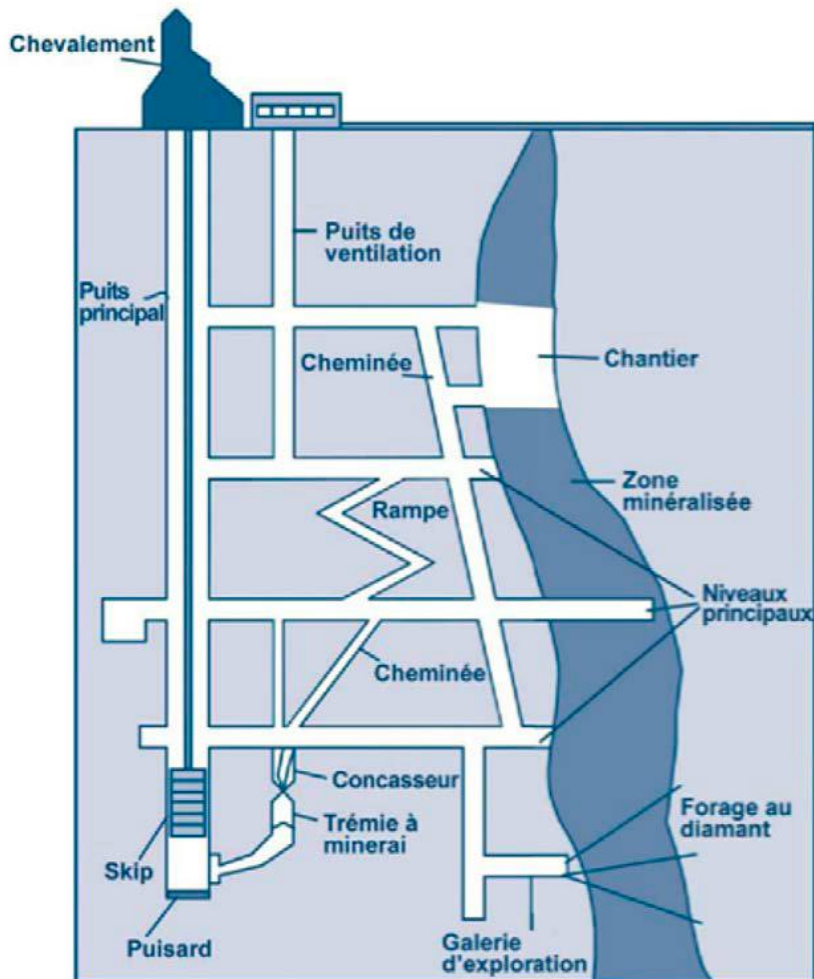 Chevalement
Puits de
ventilation
Puits
principal
Cheminée
Chantier
Zone
minéralisée
Rampe
Niveaux
principaux
Cheminée
Concasseur
Trémie à
minerai
Forage au
diamant
Skip
Puisard
Galerie
d'exploration